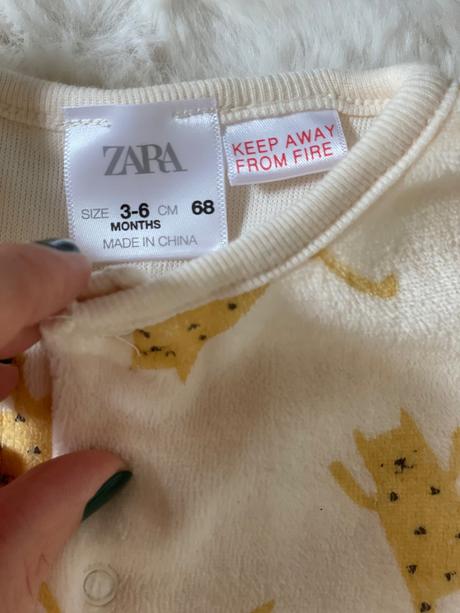 ZARA
SIZE 3-6 CM 68
MONTHS
MADE IN CHINA
KEEP AWAY
FROM FIRE